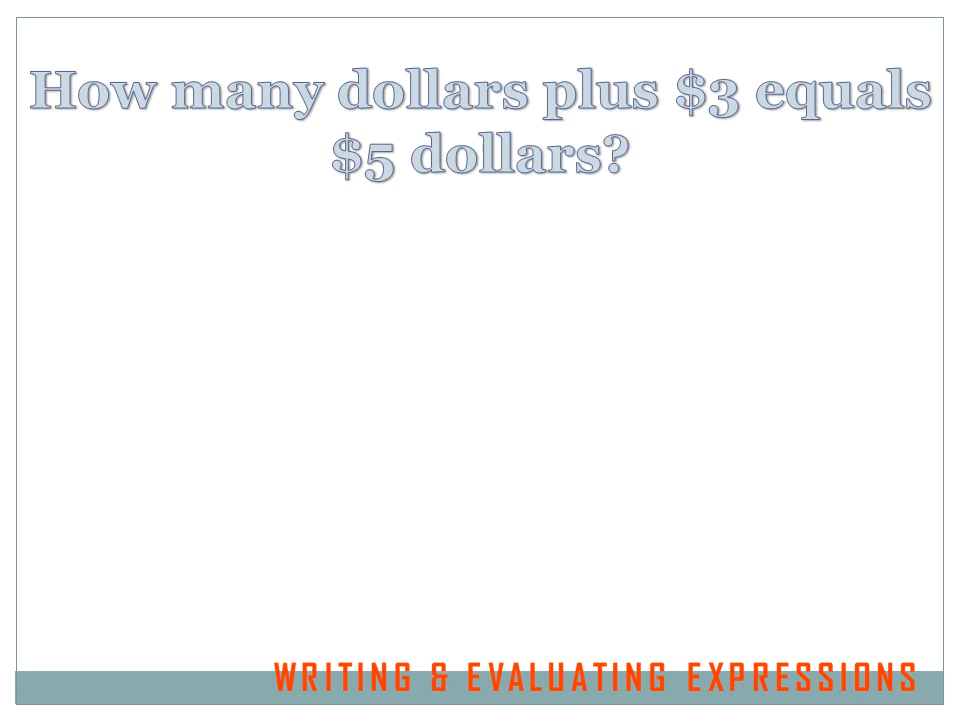 How many dollars plus $3 equals
$5 dollars?
WRITING & EVALUATING EXPRESSIONS